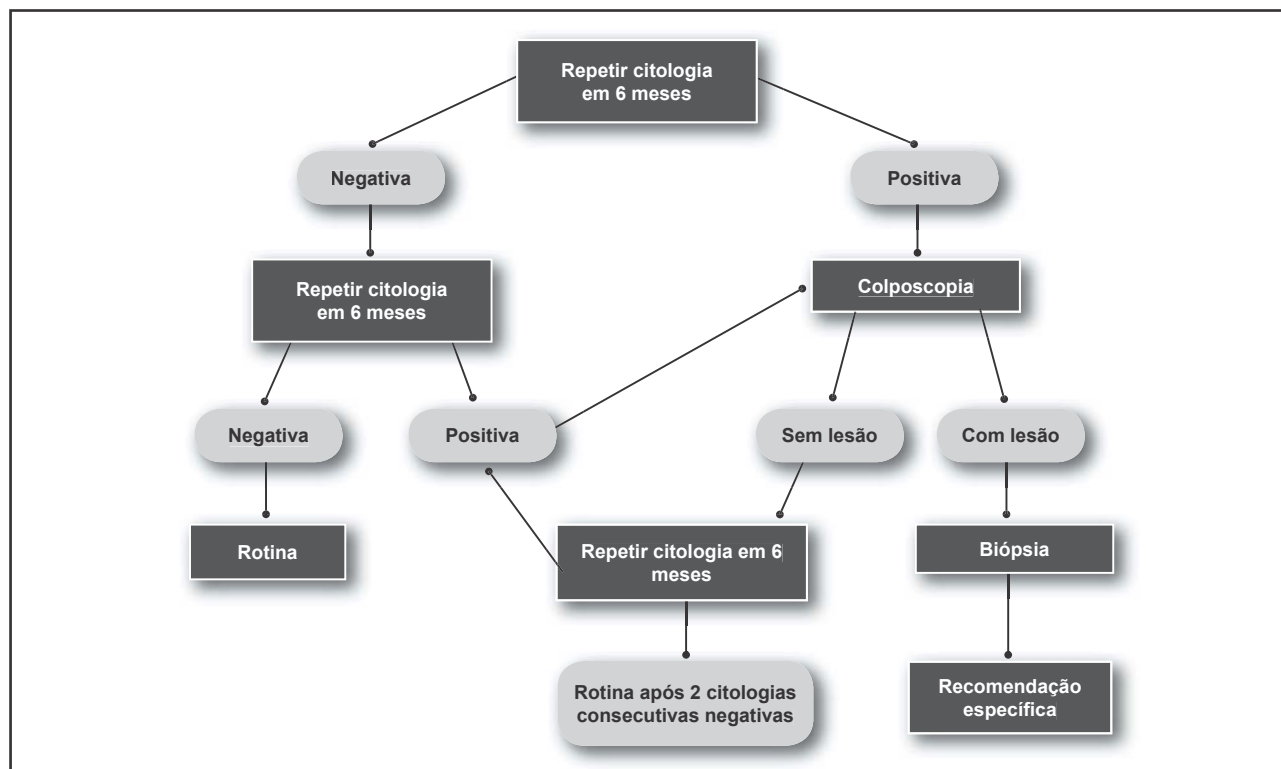 Repetir citologia
em 6 meses
Negativa
Positiva
Repetir citologia
em 6 meses
Colposcopia
Negativa
Positiva
Sem lesão
Com lesão
Rotina
Repetir citologia em 6
meses
Biópsia
Rotina após 2 citologias
consecutivas negativas
Recomendação
específica